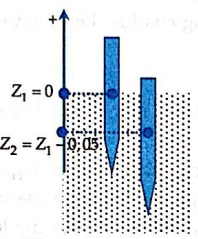 +
Z₁ = 0
Z₂ = Z₁ - 0,05